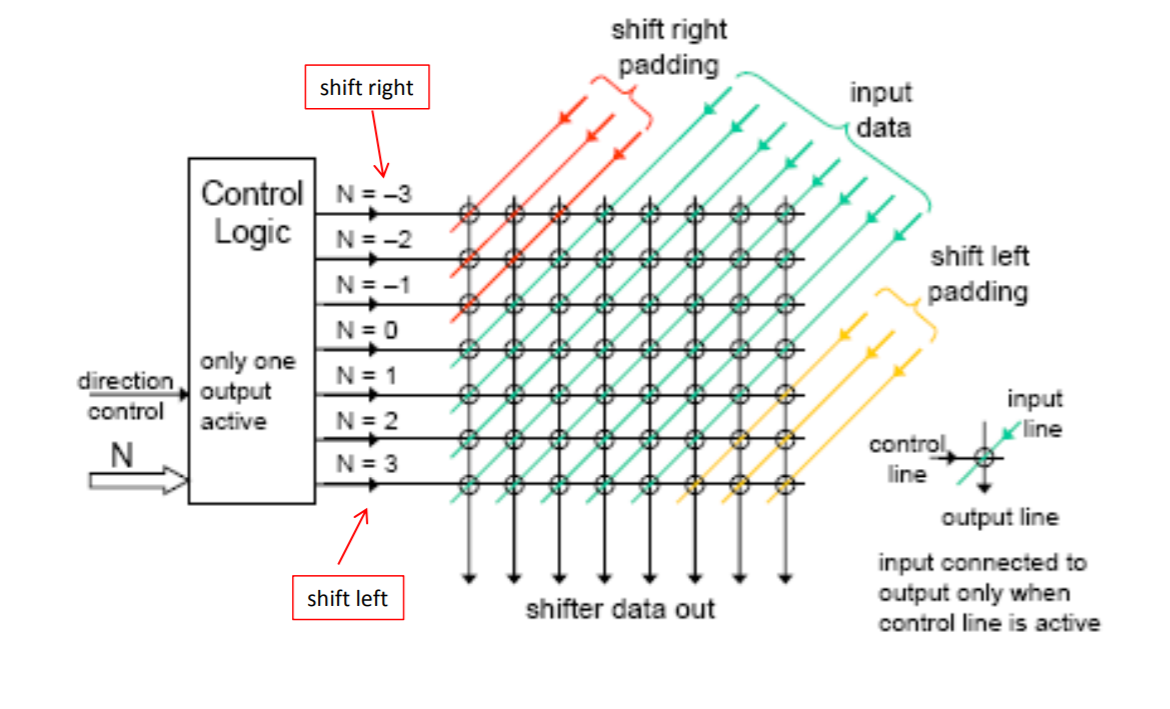 shift right
padding
shift right
input
data
Control
Logic
N = –3
N = –2
N = –1
N = 0
N = 1
N = 2
N = 3
only one
output
active
direction
control
N
shift left
padding
input
line
control
line
output line
shift left
shifter data out
input connected to
output only when
control line is active